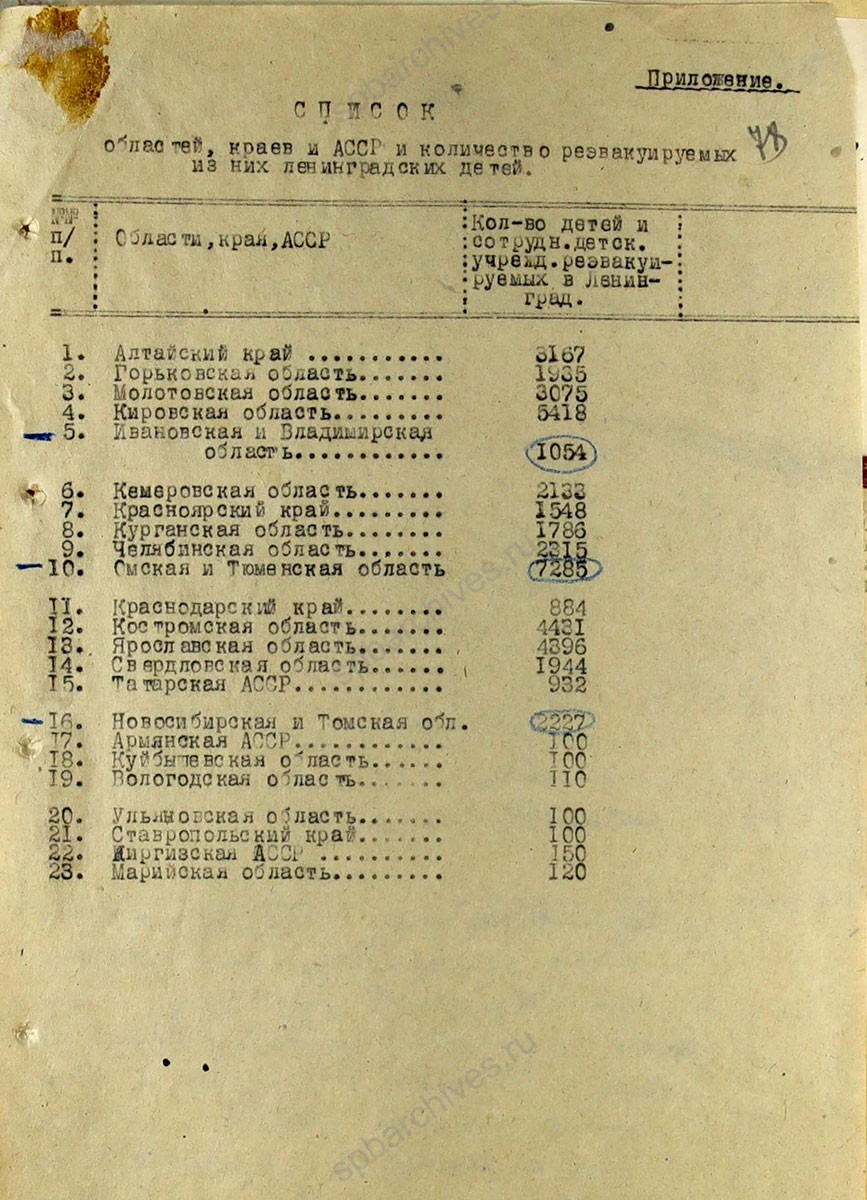 spbarchives.ru
Приложение.
СПИСОК
областей, краев и АССР и количество реэвакуируемых
из них ленинградских детей.
№№ п/п.
Области,края,АССР
Кол-во детей и
сотрудн.детск.
учрежд.реэвакуи-
руемых в Ленин-
град.
1. Алтайский край ........... 3167
2. Горьковская область....... 1935
3. Молотовская область....... 3075
4. Кировская область......... 5418
5. Ивановская и Владимирская
область............ 1054
6. Кемеровская область....... 2133
7. Красноярский край......... 1548
8. Курганская область........ 1786
9. Челябинская область....... 2315
10. Омская и Тюменская область 7285
11. Краснодарский край........ 884
12. Костромская область....... 4431
13. Ярославская область....... 4396
14. Свердловская область...... 1944
15. Татарская АССР............ 932
16. Новосибирская и Томская обл. 2227
17. Армянская АССР............ 100
18. Куйбышевская область...... 100
19. Вологодская область....... 110
20. Ульяновская область....... 100
21. Ставропольский край....... 100
22. Киргизская АССР .......... 150
23. Марийская область......... 120
spbarchives.ru